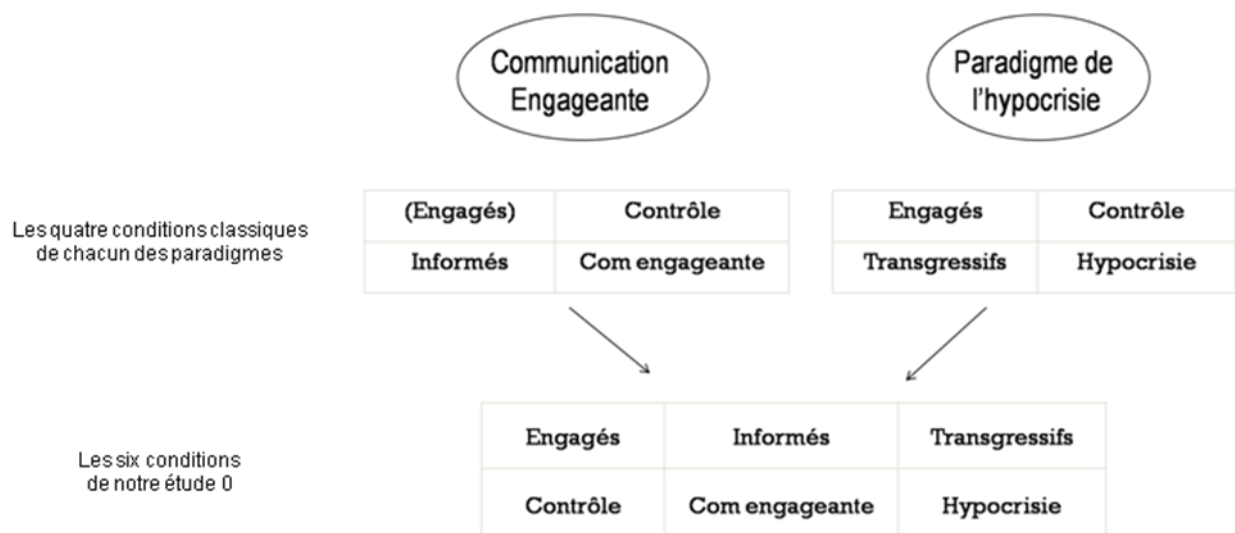 Communication
Engageante
Paradigme de
l'hypocrisie
Les quatre conditions classiques
de chacun des paradigmes
(Engagés) Contrôle
Informés Com engageante
Engagés Contrôle
Transgressifs Hypocrisie
Les six conditions
de notre étude 0
Engagés Informés Transgressifs
Contrôle Com engageante Hypocrisie